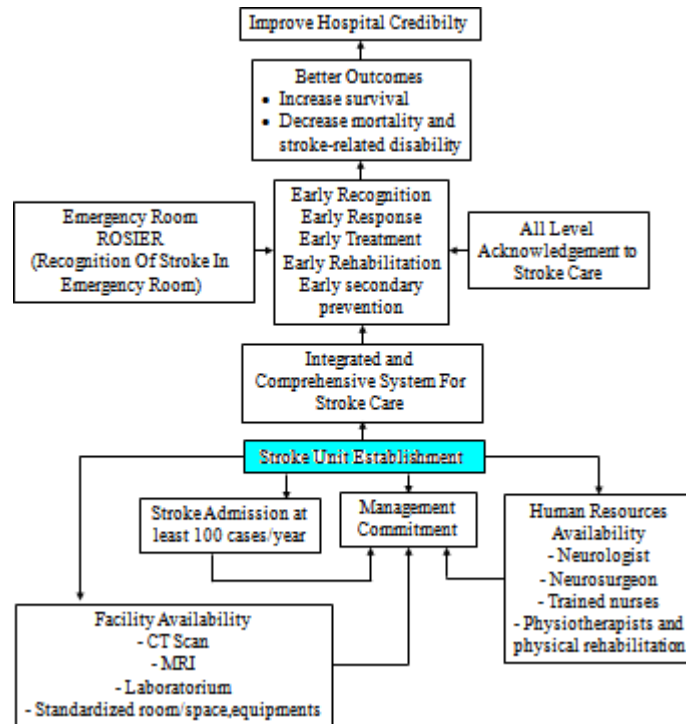 Improve Hospital Credibilty
Better Outcomes
• Increase survival
• Decrease mortality and
stroke-related disability
Emergency Room
ROSIER
(Recognition Of Stroke In
Emergency Room)
Early Recognition
Early Response
Early Treatment
Early Rehabilitation
Early secondary
prevention
All Level
Acknowledgement to
Stroke Care
Integrated and
Comprehensive System For
Stroke Care
Stroke Unit Establishment
Stroke Admission at
least 100 cases/year
Management
Commitment
Human Resources
Availability
- Neurologist
- Neurosurgeon
- Trained nurses
- Physiotherapists and
physical rehabilitation
Facility Availability
- CT Scan
- MRI
- Laboratorium
- Standardized room/space,equipments